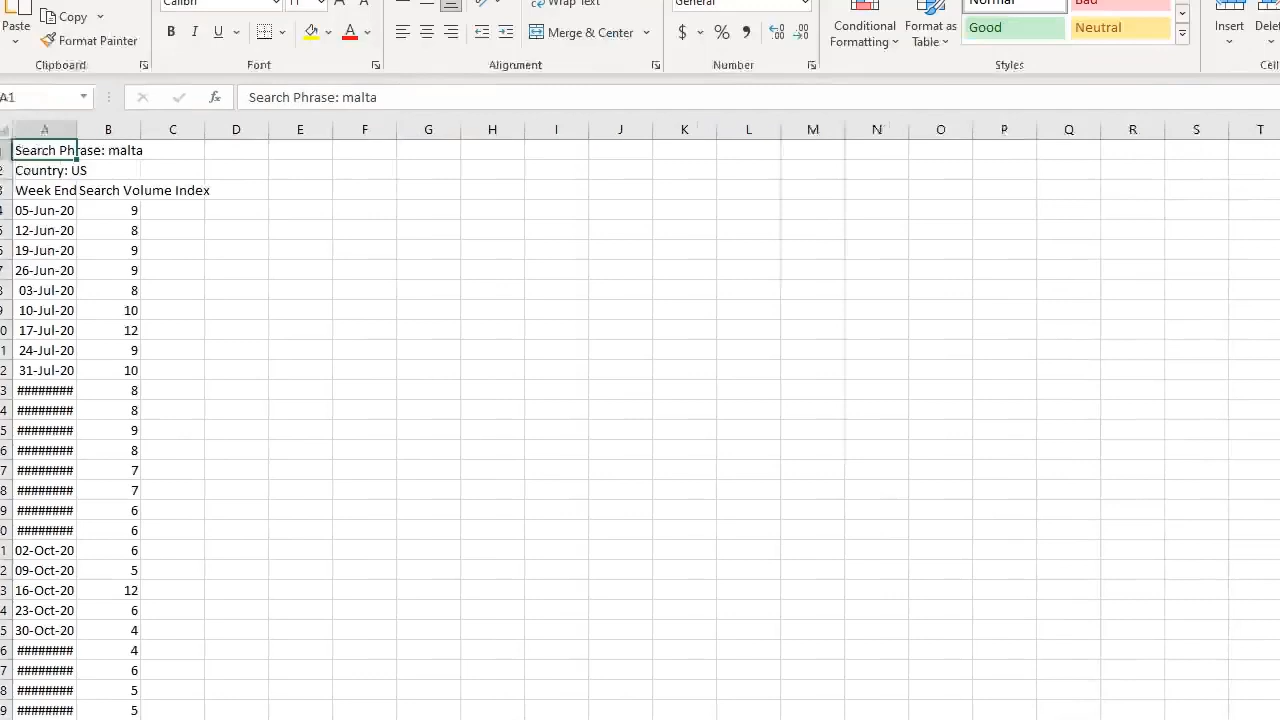 Calibri 11 Wrap Text General Normal Bad
Paste Copy
Format Painter
B I U A Merge & Center $ % , Conditional Formatting Format as Table Good Neutral Insert
Clipboard Font Alignment Number Styles
A1 fx Search Phrase: malta
A B C D E F G H I J K L M N O P Q R S T
Search Phrase: malta
Country: US
Week End Search Volume Index
05-Jun-20 9
12-Jun-20 8
19-Jun-20 9
26-Jun-20 9
03-Jul-20 8
10-Jul-20 10
17-Jul-20 12
24-Jul-20 9
31-Jul-20 10
######## 8
######## 8
######## 9
######## 8
######## 7
######## 7
######## 6
######## 6
02-Oct-20 6
09-Oct-20 5
16-Oct-20 12
23-Oct-20 6
30-Oct-20 4
######## 4
######## 6
######## 5
######## 5